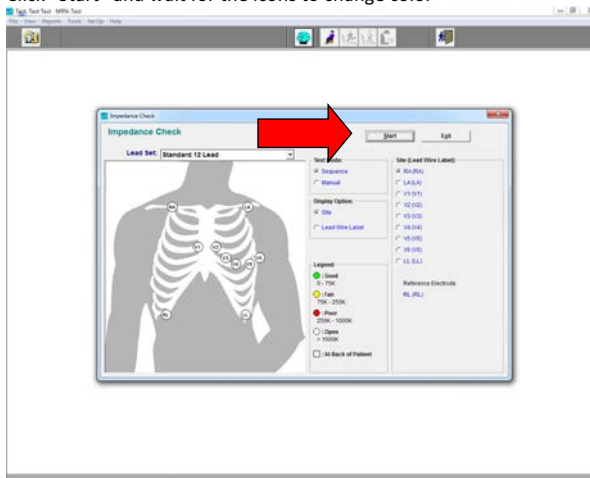 Click "Start" and wait for the icons to change color
Test Test Test MRN: Test
File View Reports Tools Set Up Help
Impedance Check
Impedance Check
Start
Exit
Lead Set:
Standard 12 Lead
Test Mode:
Sequence
Manual
Display Option:
Site
Lead Wire Label
Legend:
: Good
0 - 75K
: Fair
75K - 250K
: Poor
250K - 1000K
: Open
> 1000K
: At Back of Patient
Site (Lead Wire Label):
RA (RA)
LA (LA)
V1 (V1)
V2 (V2)
V3 (V3)
V4 (V4)
V5 (V5)
V6 (V6)
LL (LL)
Reference Electrode:
RL (RL)
RA
LA
V1
V2
V3
V4
V5
V6
RL
LL